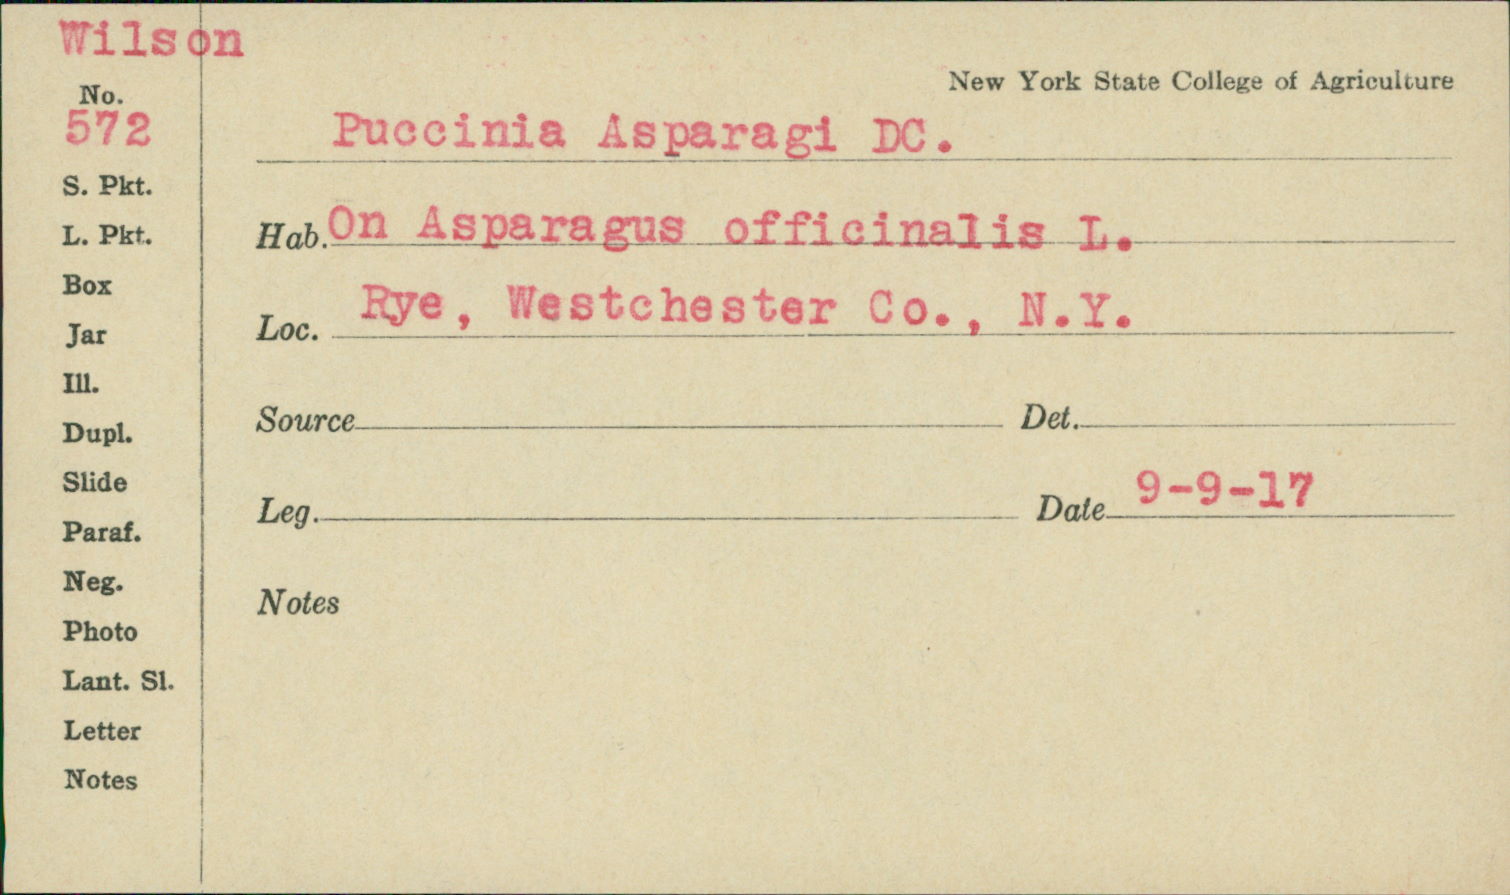 Wilson
New York State College of Agriculture
No.
572
Puccinia Asparagi DC.
S. Pkt.
L. Pkt.
Hab. On Asparagus officinalis L.
Box
Loc. Rye, Westchester Co., N.Y.
Jar
Ill.
Source Det.
Dupl.
Slide
Leg. Date 9-9-17
Paraf.
Neg.
Notes
Photo
Lant. Sl.
Letter
Notes